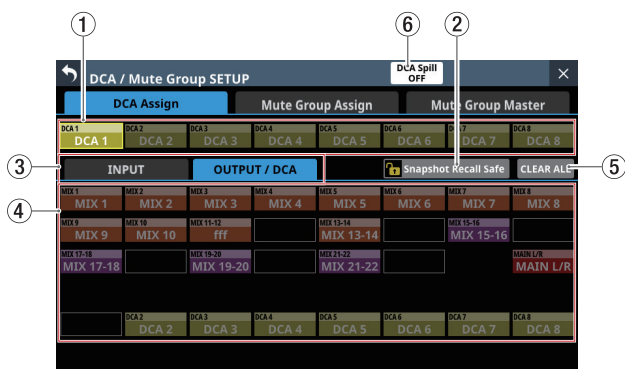 ① ⑥ ②
DCA / Mute Group SETUP DCA Spill OFF ×
DCA Assign Mute Group Assign Mute Group Master
DCA 1 DCA 2 DCA 3 DCA 4 DCA 5 DCA 6 DCA 7 DCA 8
DCA 1 DCA 2 DCA 3 DCA 4 DCA 5 DCA 6 DCA 7 DCA 8
③ INPUT OUTPUT / DCA Snapshot Recall Safe CLEAR ALL ⑤
④
MIX 1 MIX 2 MIX 3 MIX 4 MIX 5 MIX 6 MIX 7 MIX 8
MIX 1 MIX 2 MIX 3 MIX 4 MIX 5 MIX 6 MIX 7 MIX 8
MIX 9 MIX 10 MIX 11-12 MIX 13-14 MIX 15-16
MIX 9 MIX 10 fff MIX 13-14 MIX 15-16
MIX 17-18 MIX 19-20 MIX 21-22 MAIN L/R
MIX 17-18 MIX 19-20 MIX 21-22 MAIN L/R
DCA 2 DCA 3 DCA 4 DCA 5 DCA 6 DCA 7 DCA 8
DCA 2 DCA 3 DCA 4 DCA 5 DCA 6 DCA 7 DCA 8